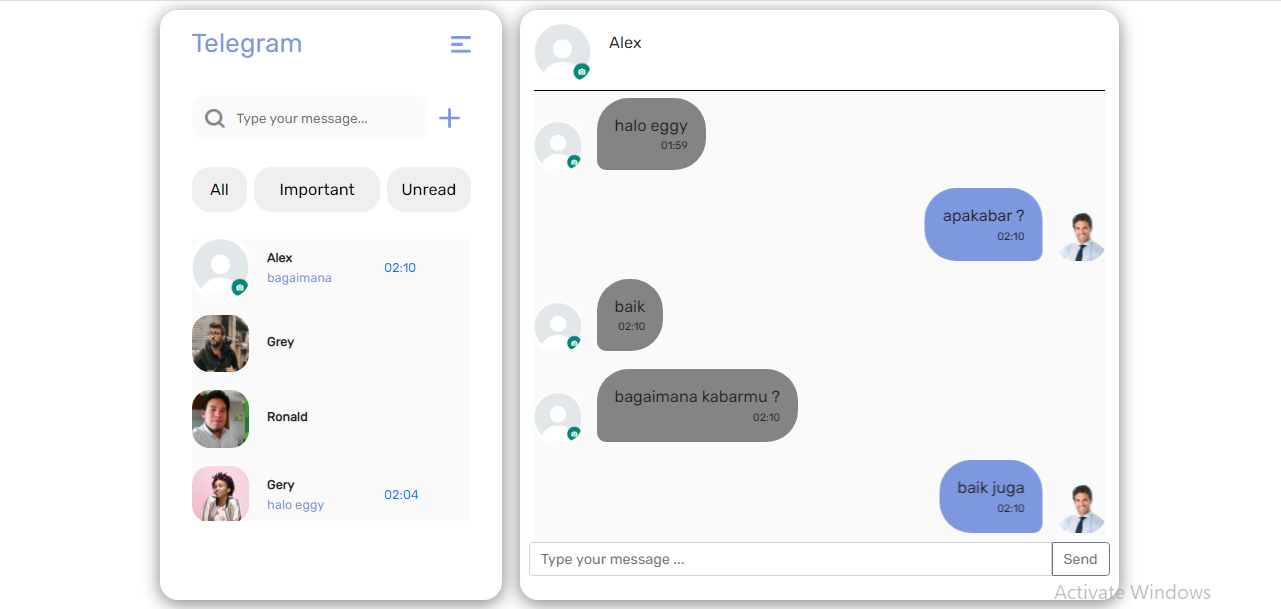 Telegram
Type your message...
All
Important
Unread
Alex
bagaimana
02:10
Grey
Ronald
Gery
halo eggy
02:04
Alex
halo eggy
01:59
apakabar ?
02:10
baik
02:10
bagaimana kabarmu ?
02:10
baik juga
02:10
Type your message ...
Send
Activate Windows